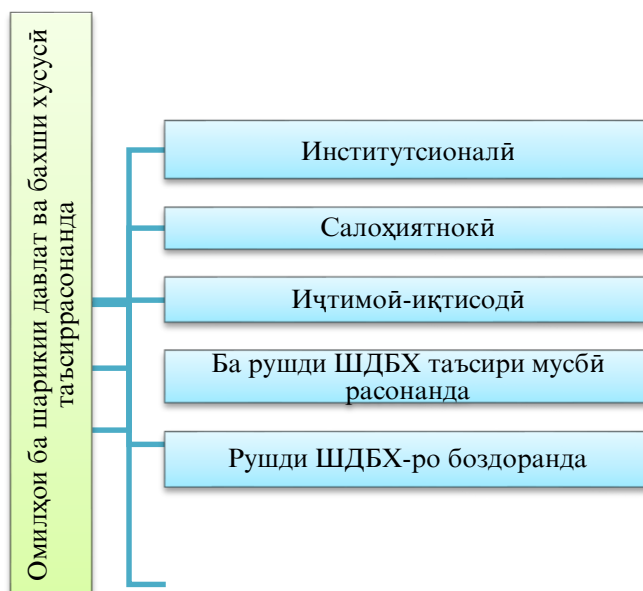 Омилҳои ба шарикии давлат ва бахши хусусӣ
таъсиррасонанда
Институтсионалӣ
Салоҳиятнокӣ
Иҷтимоӣ-иқтисодӣ
Ба рушди ШДБХ таъсири мусбӣ
расонанда
Рушди ШДБХ-ро боздоранда